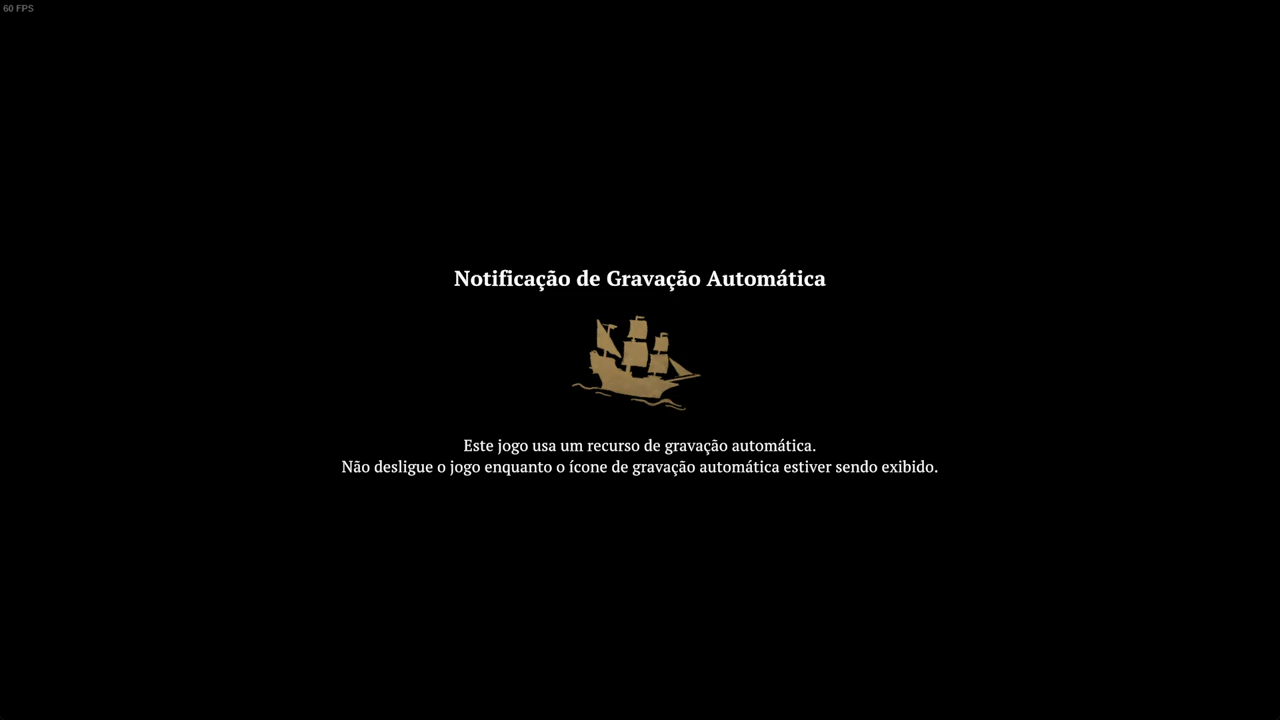 60 FPS
Notificação de Gravação Automática
Este jogo usa um recurso de gravação automática.
Não desligue o jogo enquanto o ícone de gravação automática estiver sendo exibido.